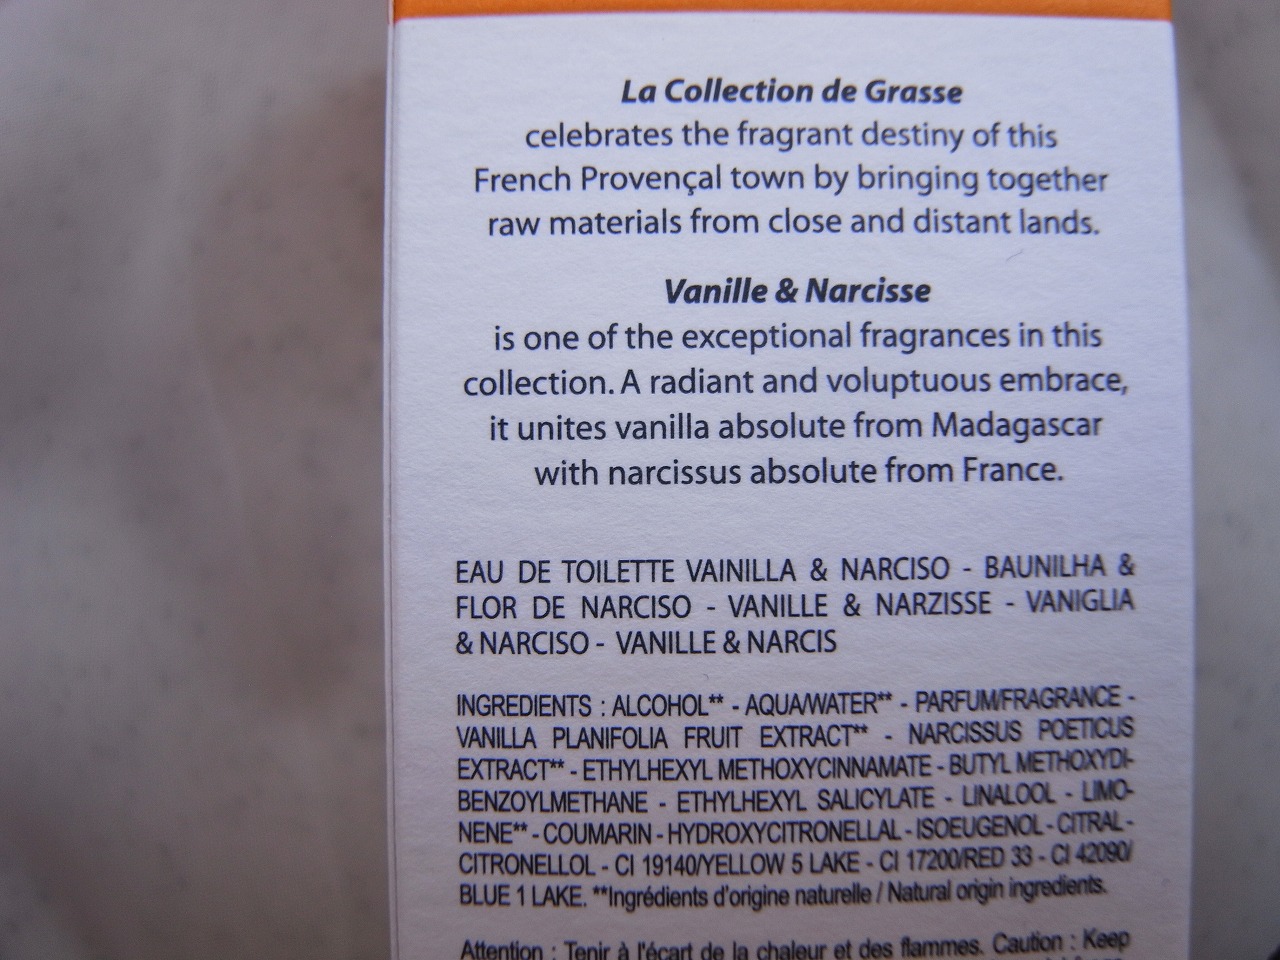 La Collection de Grasse
celebrates the fragrant destiny of this
French Provençal town by bringing together
raw materials from close and distant lands.
Vanille & Narcisse
is one of the exceptional fragrances in this
collection. A radiant and voluptuous embrace,
it unites vanilla absolute from Madagascar
with narcissus absolute from France.
EAU DE TOILETTE VAINILLA & NARCISO - BAUNILHA &
FLOR DE NARCISO - VANILLE & NARZISSE - VANIGLIA
& NARCISO - VANILLE & NARCIS
INGREDIENTS : ALCOHOL** - AQUA/WATER** - PARFUM/FRAGRANCE -
VANILLA PLANIFOLIA FRUIT EXTRACT** - NARCISSUS POETICUS
EXTRACT** - ETHYLHEXYL METHOXYCINNAMATE - BUTYL METHOXYDI-
BENZOYLMETHANE - ETHYLHEXYL SALICYLATE - LINALOOL - LIMO-
NENE** - COUMARIN - HYDROXYCITRONELLAL - ISOEUGENOL - CITRAL -
CITRONELLOL - CI 19140/YELLOW 5 LAKE - CI 17200/RED 33 - CI 42090/
BLUE 1 LAKE. **Ingrédients d'origine naturelle / Natural origin ingredients.
Attention : Tenir à l'écart de la chaleur et des flammes. Caution : Keep